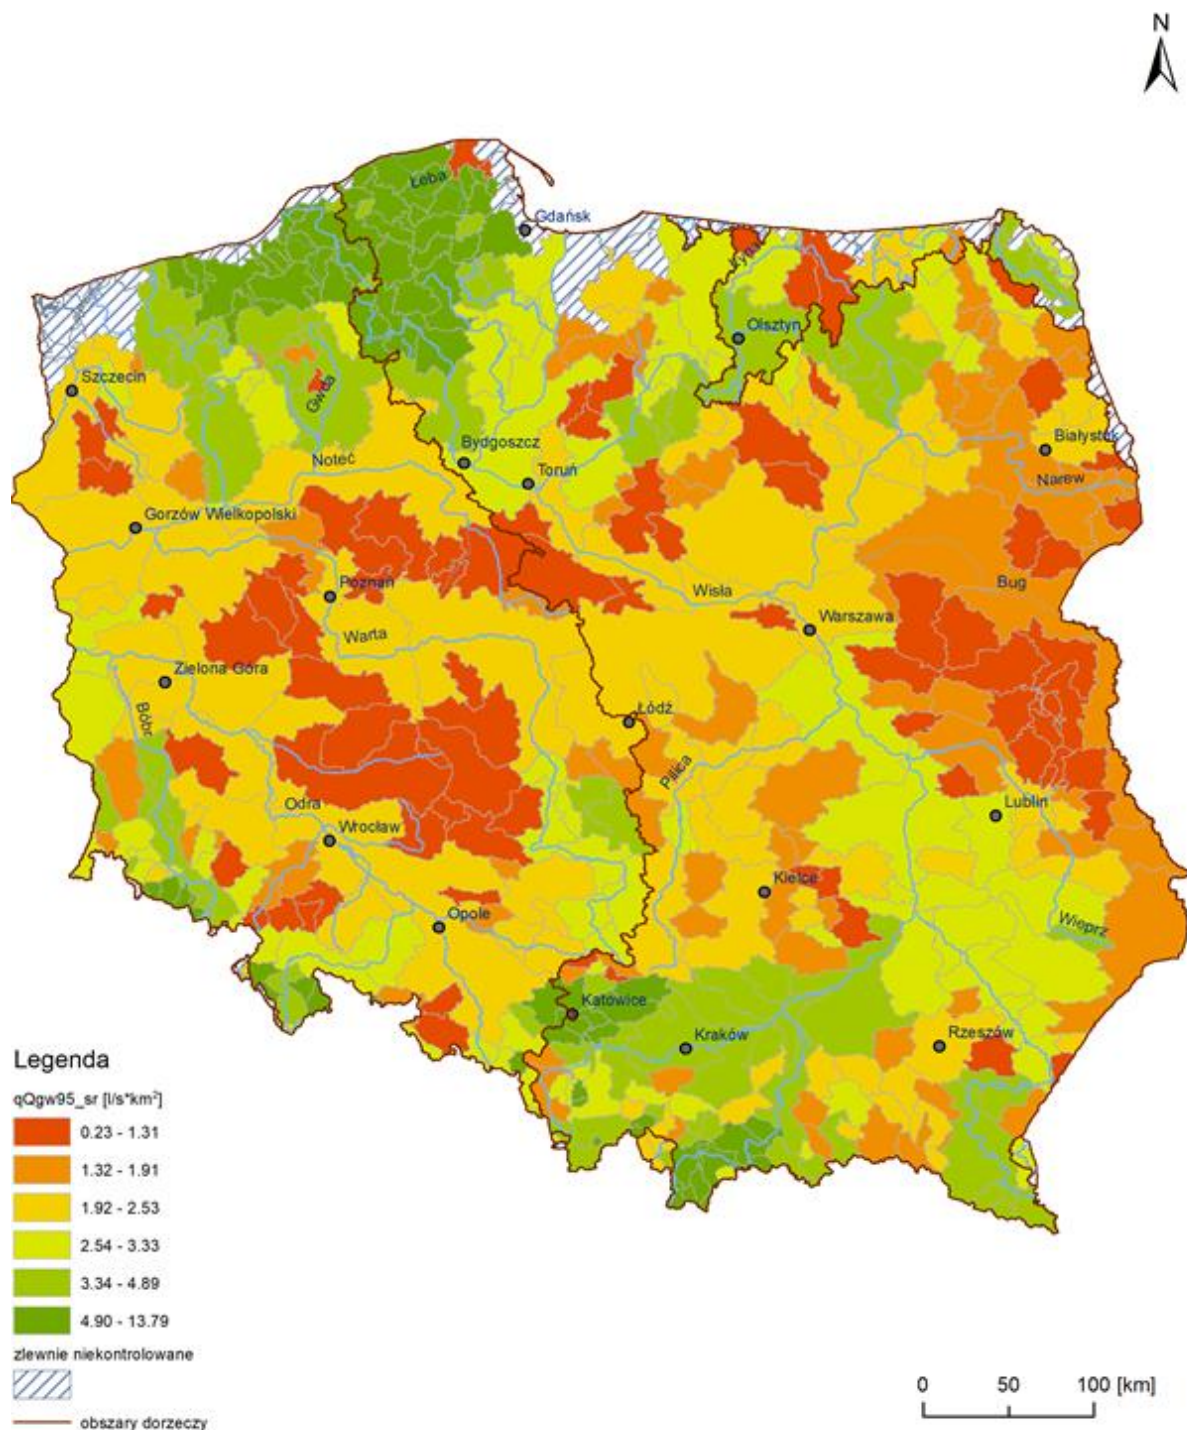 N
Łeba
Gdańsk
Łyna
Olsztyn
Szczecin
Gwda
Bydgoszcz
Białystok
Noteć
Toruń
Narew
Gorzów Wielkopolski
Poznań
Wisła
Bug
Warszawa
Warta
Zielona Góra
Bóbr
Łódź
Pilica
Odra
Lublin
Wrocław
Kielce
Opole
Wieprz
Katowice
Kraków
Rzeszów
Legenda
qQgw95_sr [l/s*km²]
0.23 - 1.31
1.32 - 1.91
1.92 - 2.53
2.54 - 3.33
3.34 - 4.89
4.90 - 13.79
zlewnie niekontrolowane
0 50 100 [km]
obszary dorzeczy